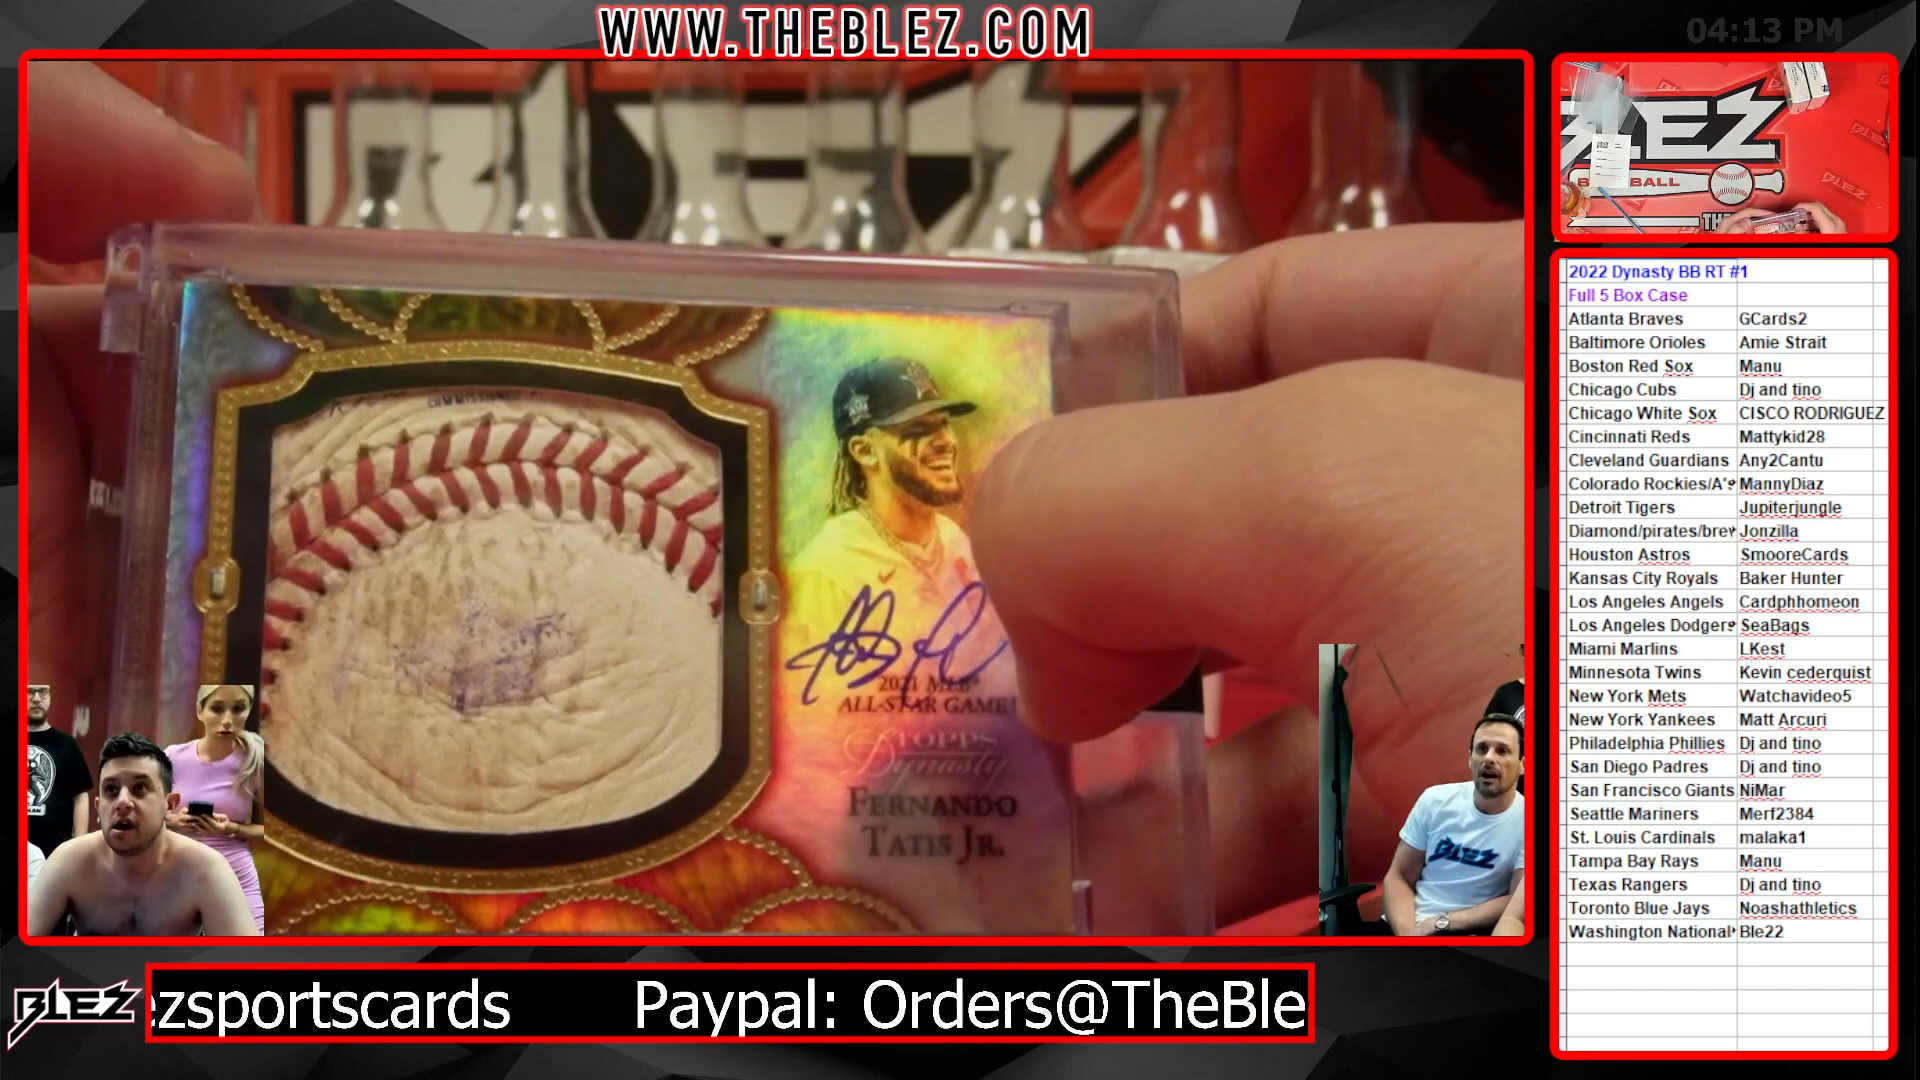 WWW.THEBLEZ.COM
04:13 PM
BLEZ
BALL
2022 Dynasty BB RT #1
Full 5 Box Case
Atlanta Braves GCards2
Baltimore Orioles Amie Strait
Boston Red Sox Manu
Chicago Cubs Dj and tino
Chicago White Sox CISCO RODRIGUEZ
Cincinnati Reds Mattykid28
Cleveland Guardians Any2Cantu
Colorado Rockies/A's MannyDiaz
Detroit Tigers Jupiterjungle
Diamond/pirates/brew Jonzilla
Houston Astros SmooreCards
Kansas City Royals Baker Hunter
Los Angeles Angels Cardphhomeon
Los Angeles Dodgers SeaBags
Miami Marlins LKest
Minnesota Twins Kevin cederquist
New York Mets Watchavideo5
New York Yankees Matt Arcuri
Philadelphia Phillies Dj and tino
San Diego Padres Dj and tino
San Francisco Giants NiMar
Seattle Mariners Merf2384
St. Louis Cardinals malaka1
Tampa Bay Rays Manu
Texas Rangers Dj and tino
Toronto Blue Jays Noashathletics
Washington National Ble22
2021 MLB
ALL-STAR GAME
TOPPS
Dynasty
FERNANDO
TATIS JR.
BLEZ
BLEZ
ezsportscards Paypal: Orders@TheBle